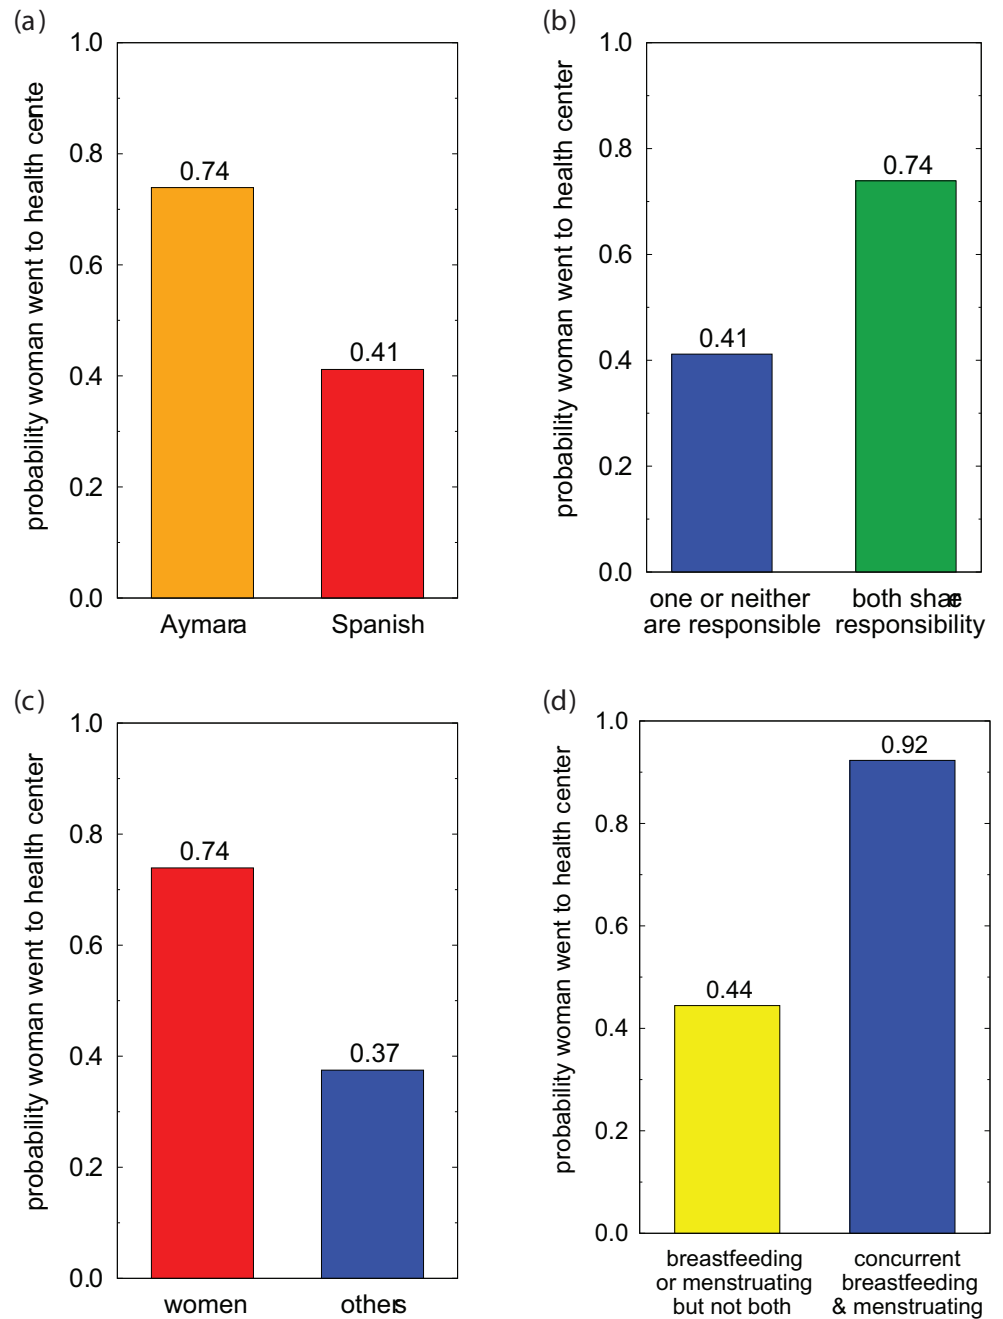 (a)
probability woman went to health cente
1.0
0.8
0.6
0.4
0.2
0.0
0.74
0.41
Aymara
Spanish
(b)
probability woman went to health center
1.0
0.8
0.6
0.4
0.2
0.0
0.41
0.74
one or neither
are responsible
both share
responsibility
(c)
probability woman went to health center
1.0
0.8
0.6
0.4
0.2
0.0
0.74
0.37
women
others
(d)
probability woman went to health center
1.0
0.8
0.6
0.4
0.2
0.0
0.44
0.92
breastfeeding
or menstruating
but not both
concurrent
breastfeeding
& menstruating